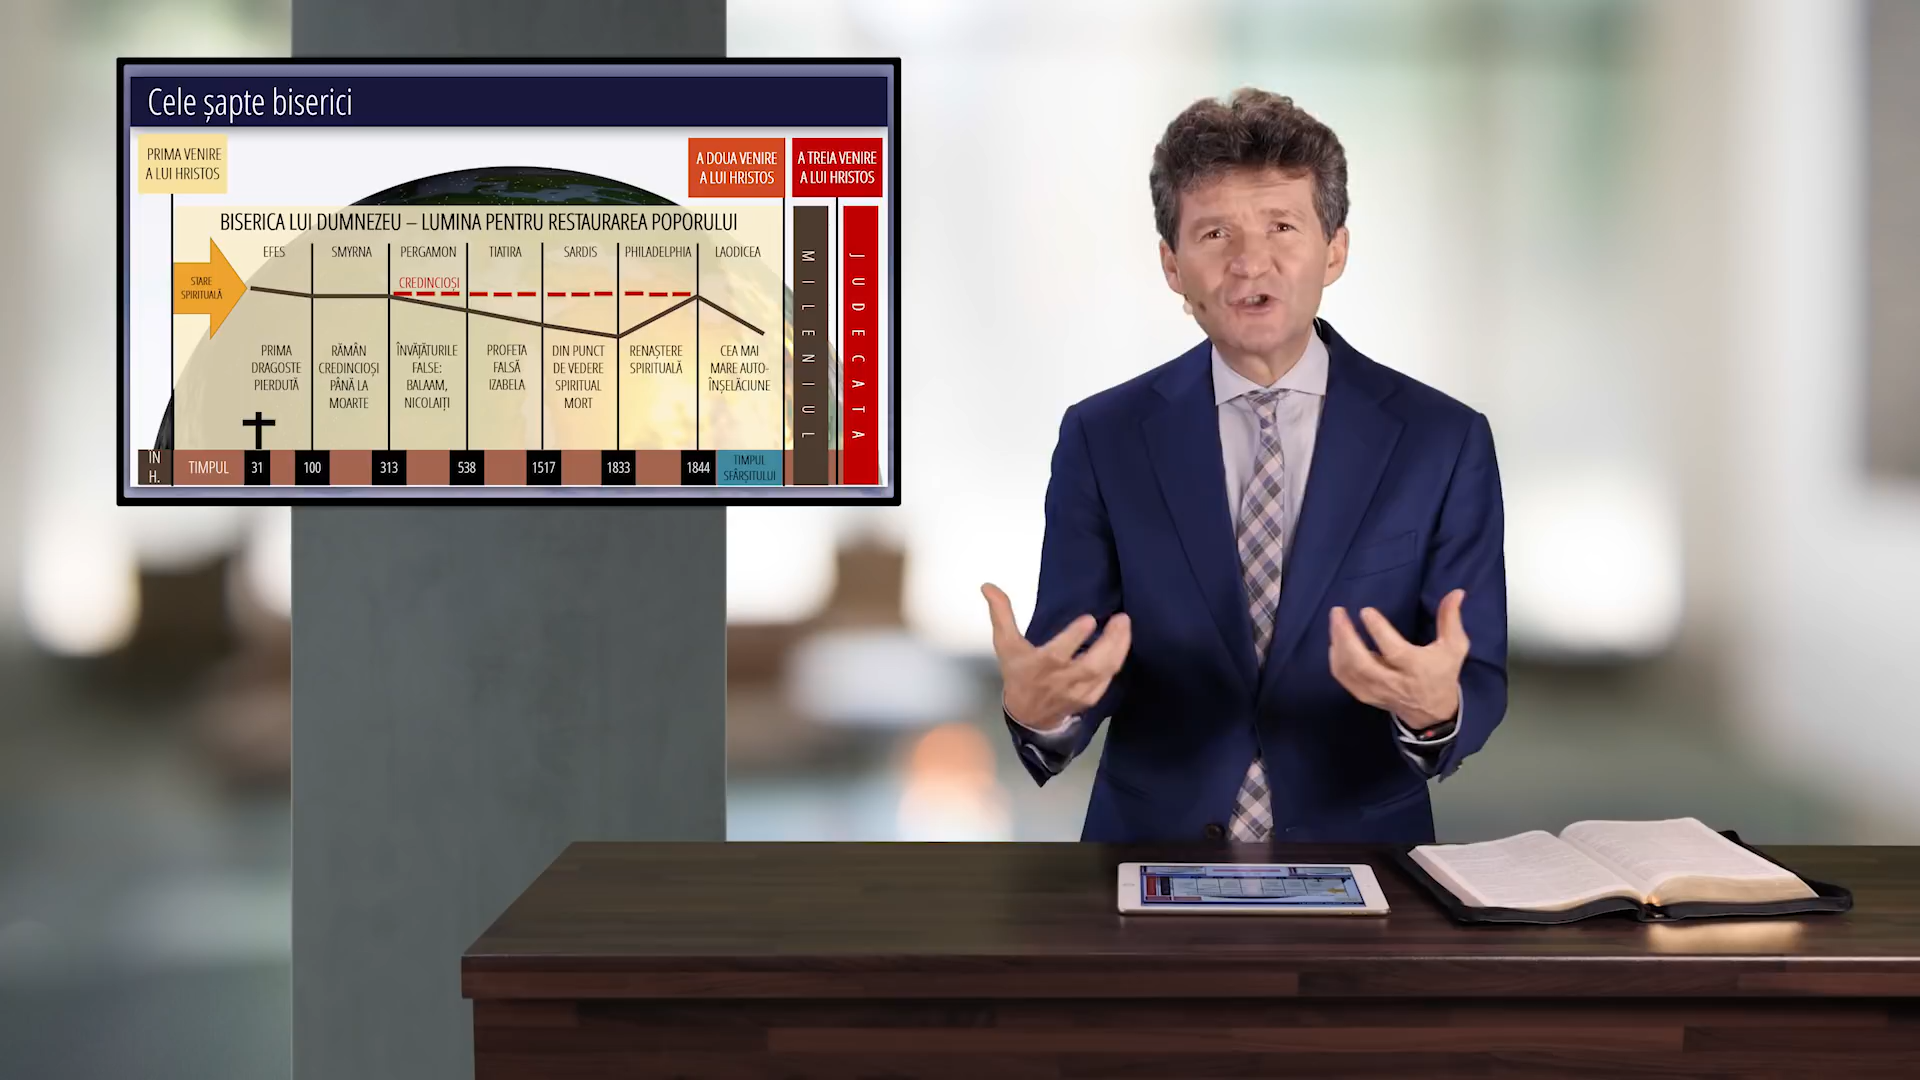 Cele șapte biserici
PRIMA VENIRE
A LUI HRISTOS
A DOUA VENIRE
A LUI HRISTOS
A TREIA VENIRE
A LUI HRISTOS
BISERICA LUI DUMNEZEU – LUMINA PENTRU RESTAURAREA POPORULUI
EFES
SMYRNA
PERGAMON
TIATIRA
SARDIS
PHILADELPHIA
LAODICEA
CREDINCIOȘI
STARE
SPIRITUALĂ
PRIMA
DRAGOSTE
PIERDUTĂ
RĂMÂN
CREDINCIOȘI
PÂNĂ LA
MOARTE
ÎNVĂȚĂTURILE
FALSE:
BALAAM,
NICOLAIȚI
PROFETA
FALSĂ
IZABELA
DIN PUNCT
DE VEDERE
SPIRITUAL
MORT
RENAȘTERE
SPIRITUALĂ
CEA MAI
MARE AUTO-
ÎNȘELĂCIUNE
MILENIUL
JUDECATA
IN
H.
TIMPUL
31
100
313
538
1517
1833
1844
TIMPUL
SFÂRȘITULUI